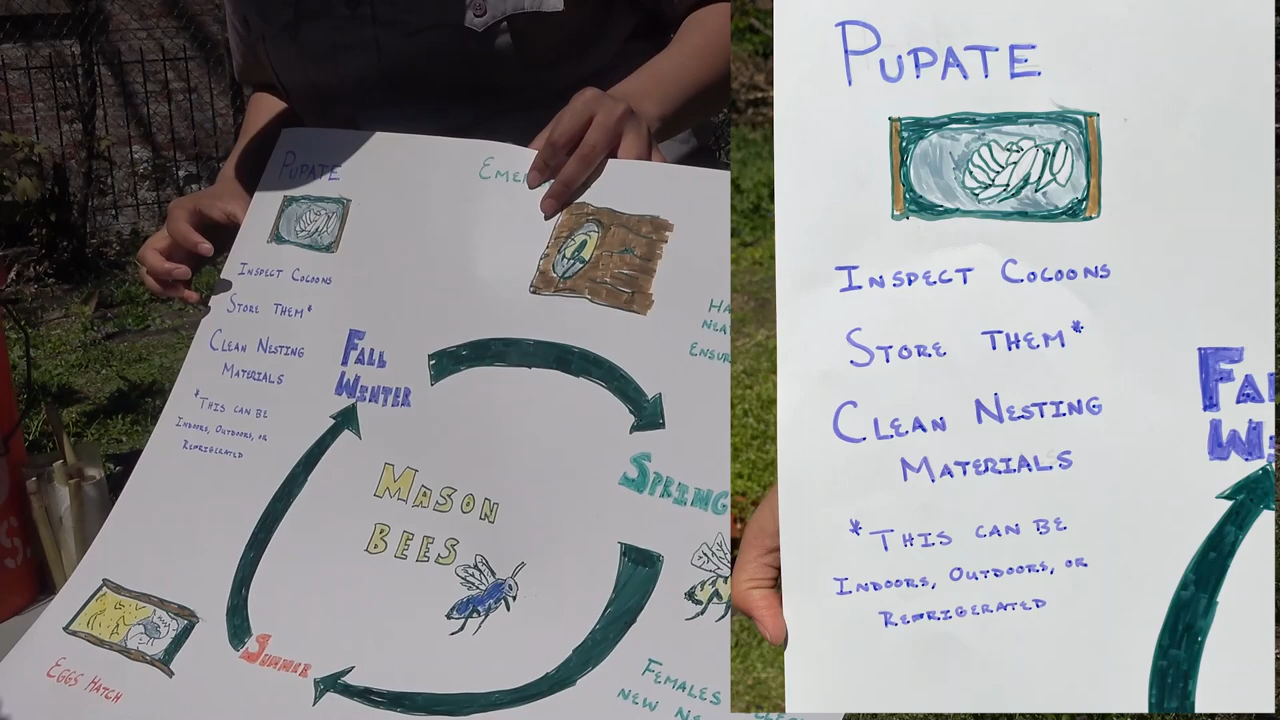 PUPATE
INSPECT COCOONS
STORE THEM*
CLEAN NESTING
MATERIALS
*THIS CAN BE
INDOORS, OUTDOORS, OR
REFRIGERATED
FALL
WINTER
MASON
BEES
SPRING
SUMMER
EGGS HATCH
FEMALES
NEW
PUPATE
INSPECT COCOONS
STORE THEM*
CLEAN NESTING
MATERIALS
*THIS CAN BE
INDOORS, OUTDOORS, OR
REFRIGERATED